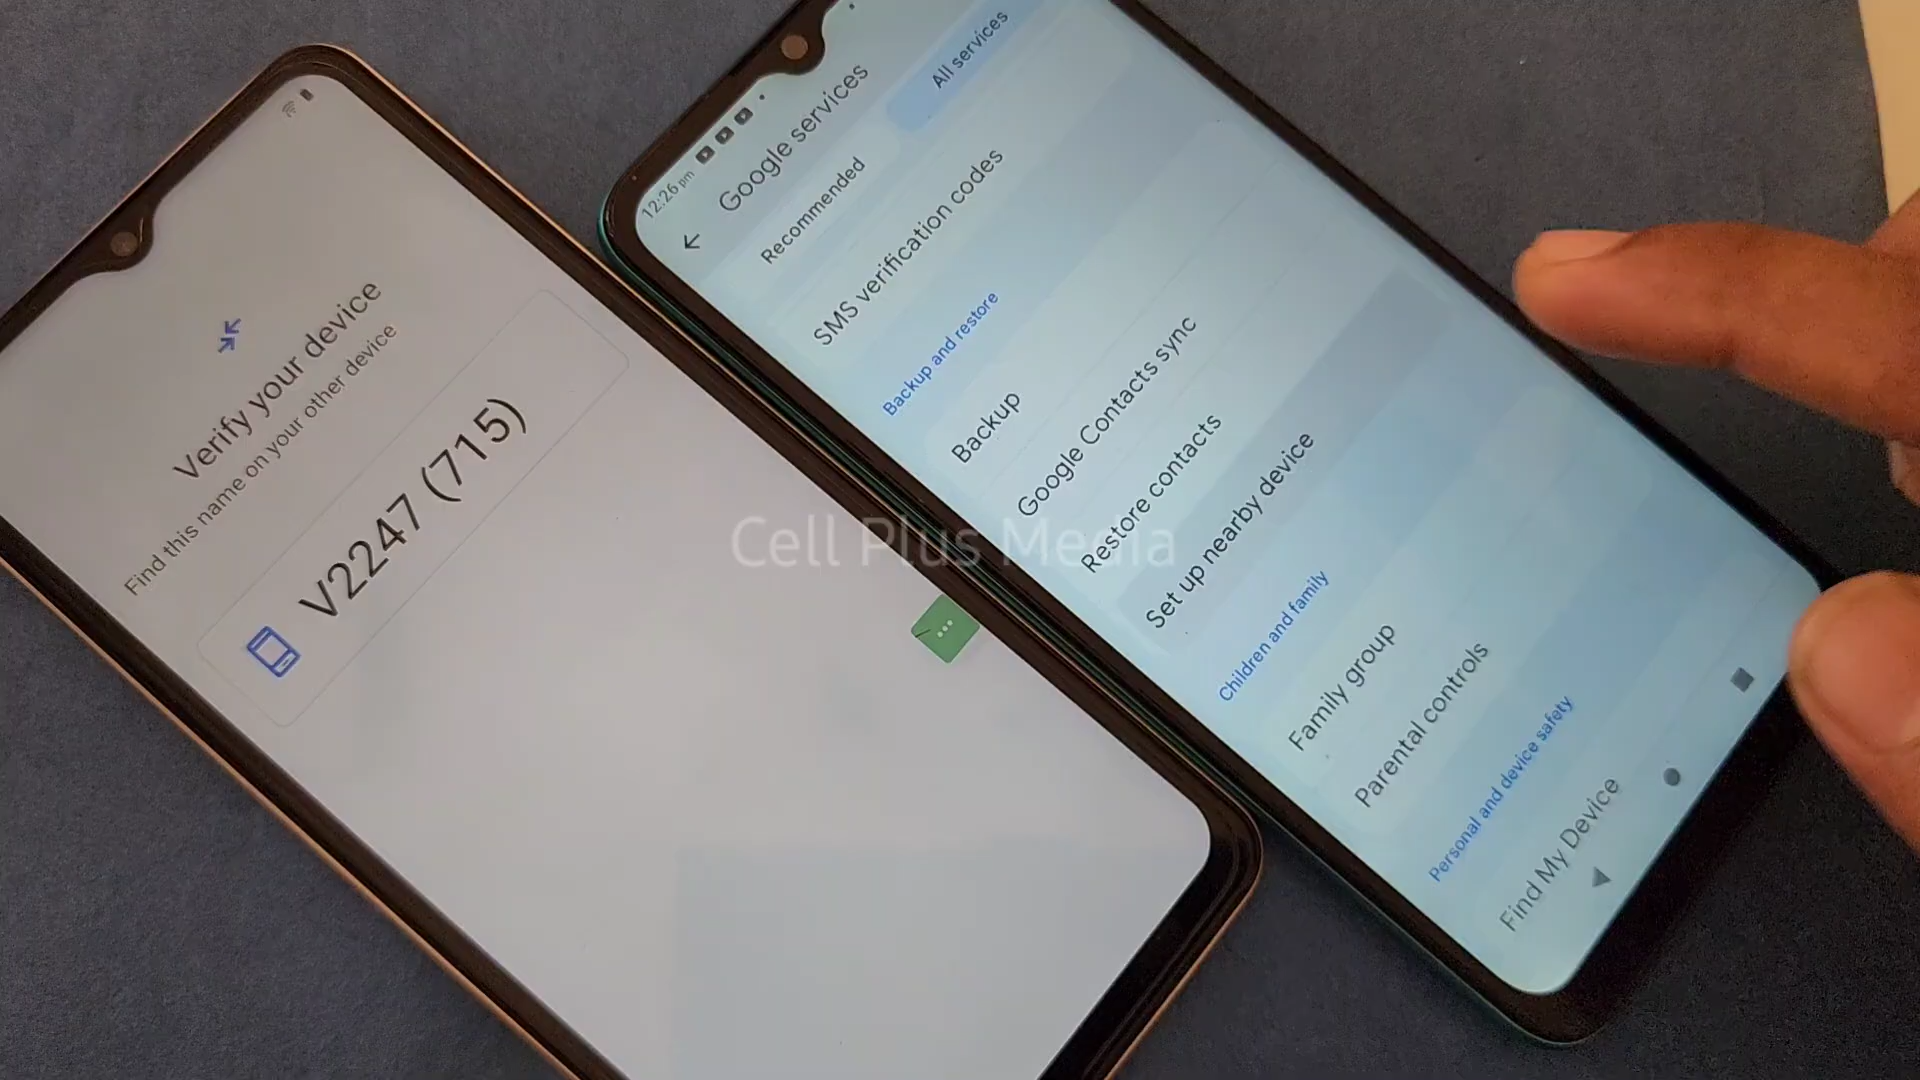 Verify your device
Find this name on your other device
V2247 (715)
12:26 pm
Google services
Recommended
All services
SMS verification codes
Backup and restore
Backup
Google Contacts sync
Restore contacts
Set up nearby device
Children and family
Family group
Parental controls
Personal and device safety
Find My Device
Cell Plus Media